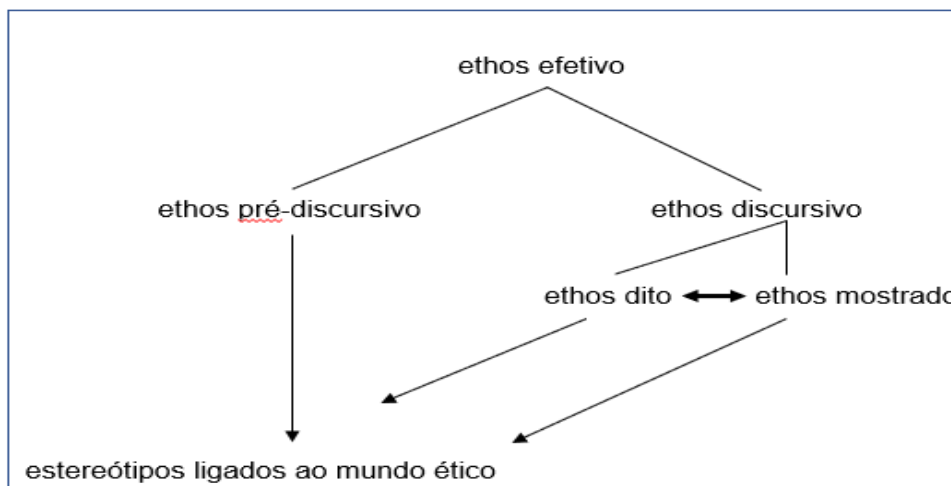 ethos efetivo
ethos pré-discursivo
ethos discursivo
ethos dito
ethos mostrado
estereótipos ligados ao mundo ético